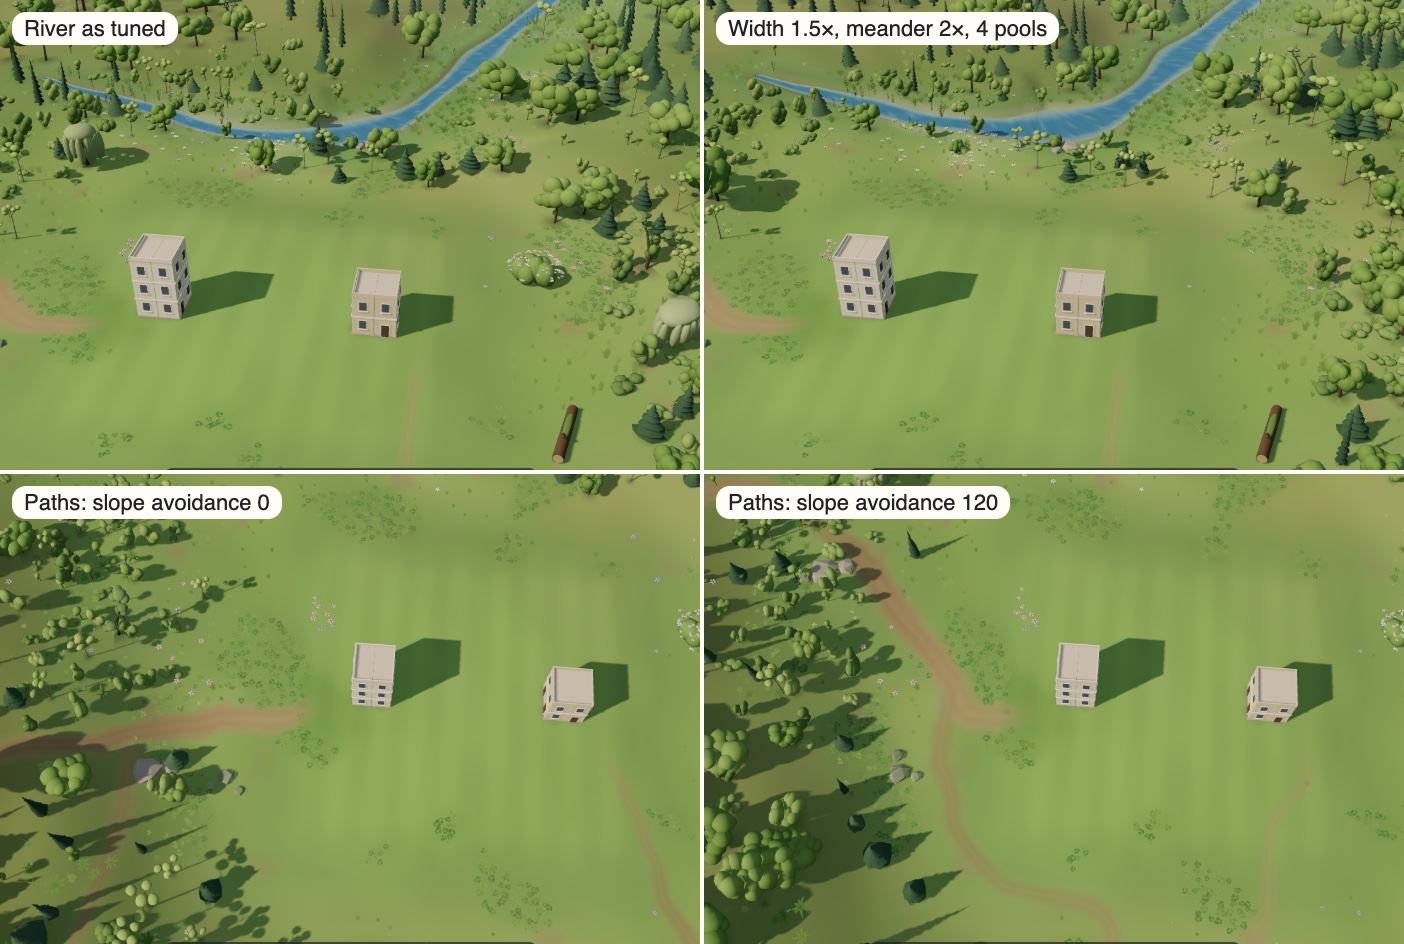 River as tuned
Width 1.5×, meander 2×, 4 pools
Paths: slope avoidance 0
Paths: slope avoidance 120